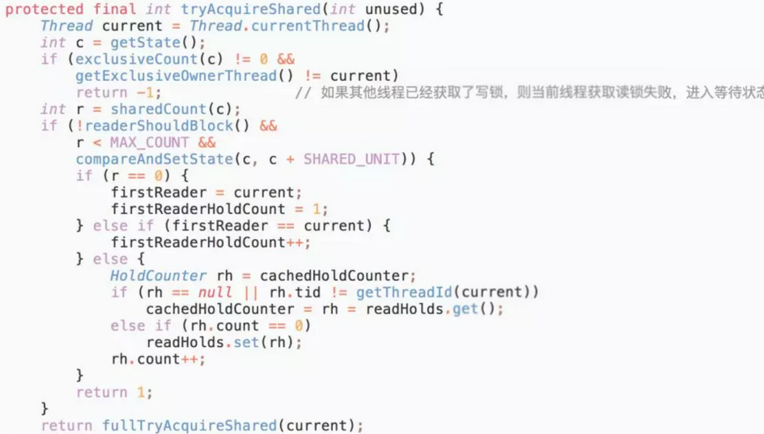 protected final int tryAcquireShared(int unused) {
    Thread current = Thread.currentThread();
    int c = getState();
    if (exclusiveCount(c) != 0 &&
        getExclusiveOwnerThread() != current)
        return -1;                // 如果其他线程已经获取了写锁，则当前线程获取读锁失败，进入等待状态
    int r = sharedCount(c);
    if (!readerShouldBlock() &&
        r < MAX_COUNT &&
        compareAndSetState(c, c + SHARED_UNIT)) {
        if (r == 0) {
            firstReader = current;
            firstReaderHoldCount = 1;
        } else if (firstReader == current) {
            firstReaderHoldCount++;
        } else {
            HoldCounter rh = cachedHoldCounter;
            if (rh == null || rh.tid != getThreadId(current))
                cachedHoldCounter = rh = readHolds.get();
            else if (rh.count == 0)
                readHolds.set(rh);
            rh.count++;
        }
        return 1;
    }
    return fullTryAcquireShared(current);